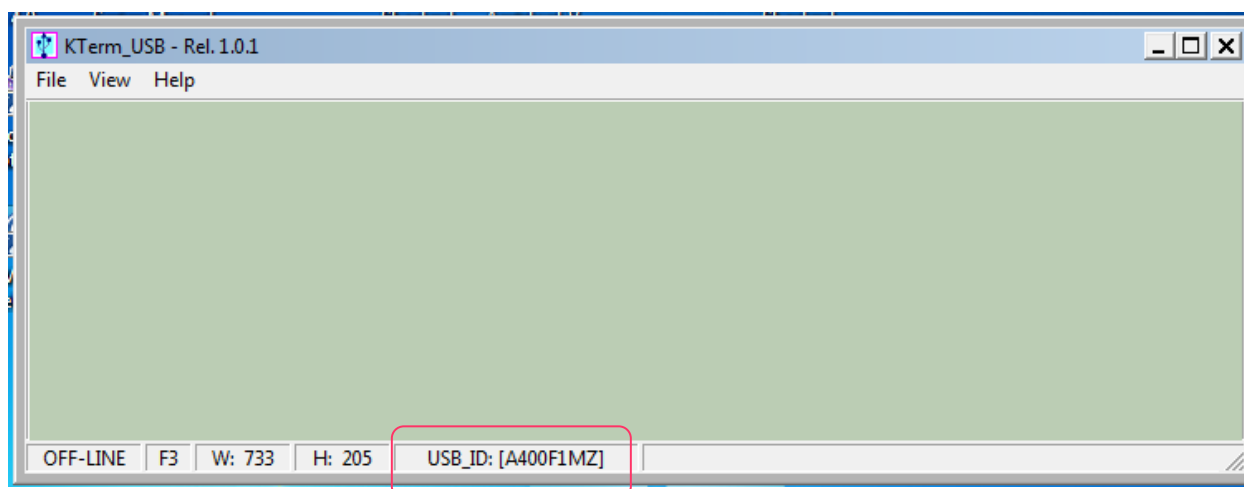 KTerm_USB - Rel. 1.0.1
File View Help
OFF-LINE F3 W: 733 H: 205 USB_ID: [A400F1MZ]